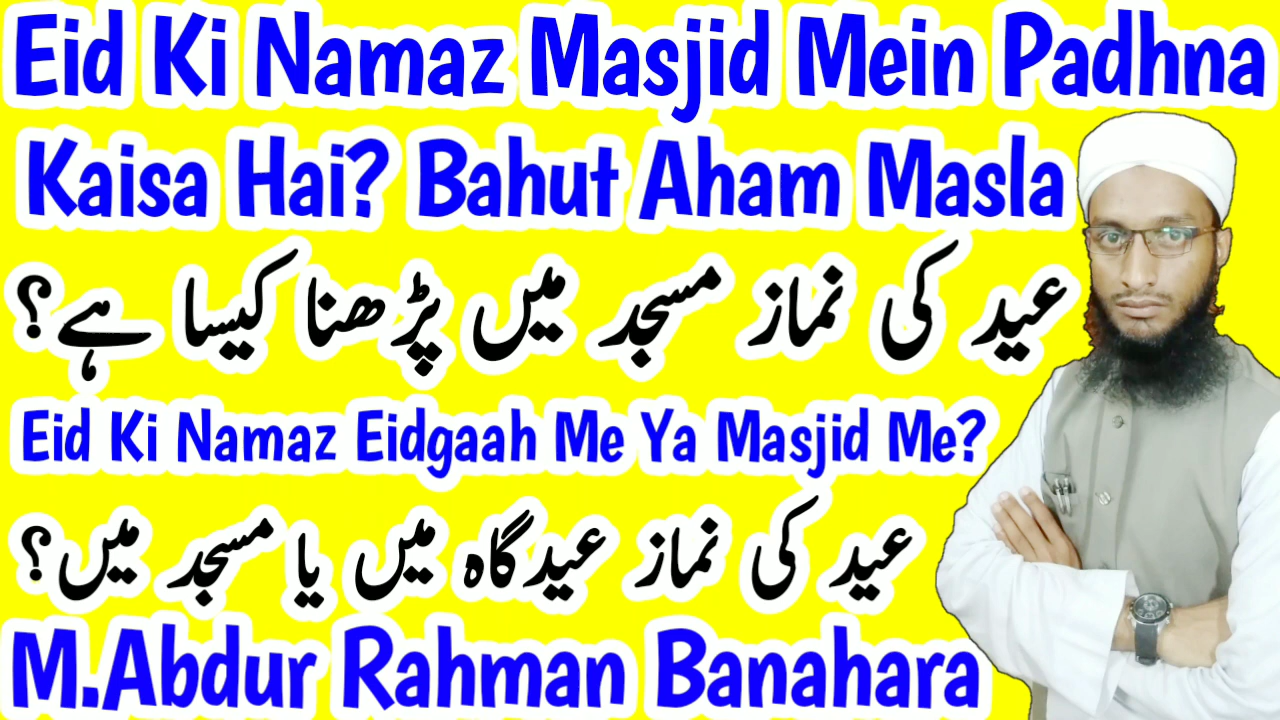 Eid Ki Namaz Masjid Mein Padhna
Kaisa Hai? Bahut Aham Masla
عید کی نماز مسجد میں پڑھنا کیسا ہے؟
Eid Ki Namaz Eidgaah Me Ya Masjid Me?
عید کی نماز عیدگاہ میں یا مسجد میں؟
M.Abdur Rahman Banahara